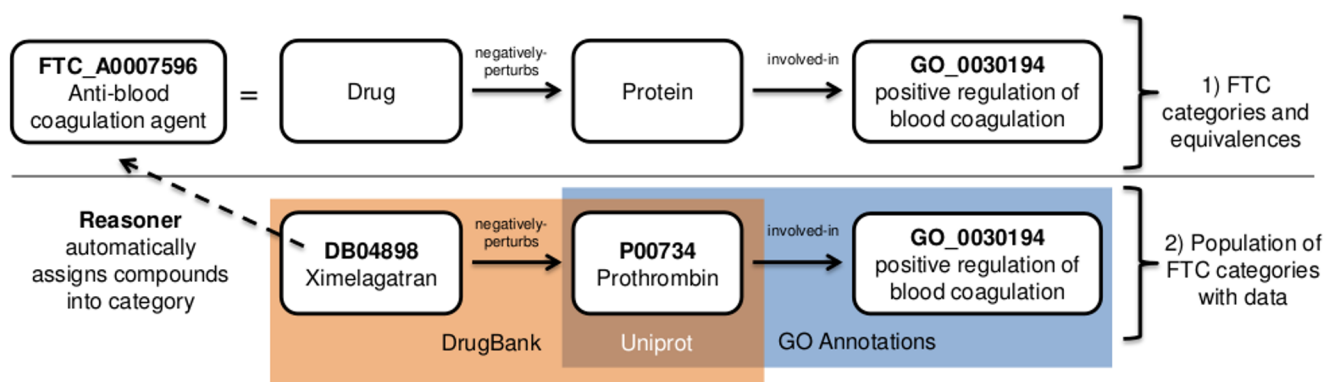 FTC_A0007596
Anti-blood
coagulation agent
=
Drug
negatively-
perturbs
Protein
involved-in
GO_0030194
positive regulation of
blood coagulation
1) FTC
categories and
equivalences
Reasoner
automatically
assigns compounds
into category
DB04898
Ximelagatran
negatively-
perturbs
P00734
Prothrombin
involved-in
GO_0030194
positive regulation of
blood coagulation
2) Population of
FTC categories
with data
DrugBank
Uniprot
GO Annotations